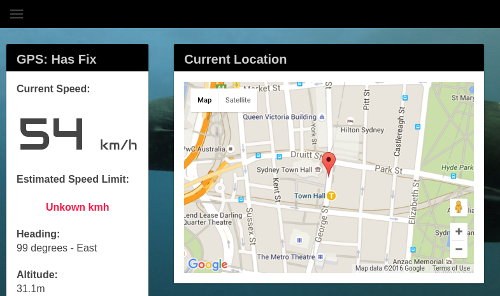 GPS: Has Fix
Current Speed:
54 km/h
Estimated Speed Limit:
Unkown kmh
Heading:
99 degrees - East
Altitude:
31.1m
Current Location
Map Satellite
Market St
Queen Victoria Building
York St
Pitt St
Castlereagh St
St Mary
Hilton Sydney
PwC Australia
Druitt St
Sydney Town Hall
Park St
Hyde Park
Kent St
Town Hall
Elizabeth St
Lend Lease Darling
Quarter Theatre
Sussex St
George St
The Metro Theatre
Sydney
Anzac Memorial
+
−
Google
Map data ©2016 Google
Terms of Use